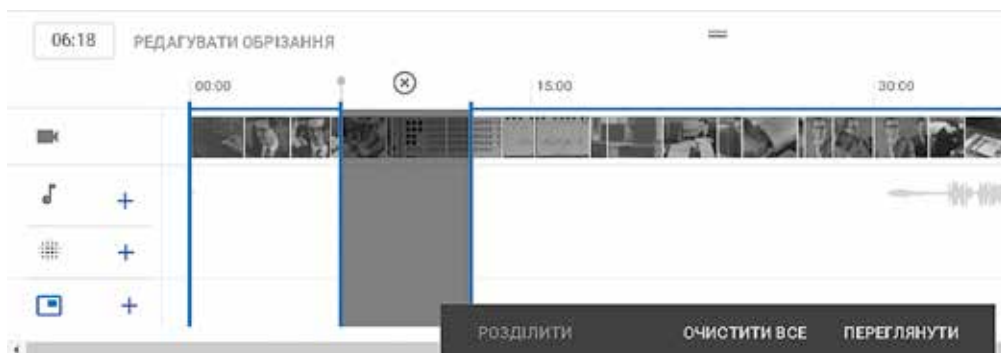 06:18 РЕДАГУВАТИ ОБРІЗАННЯ
00:00 15:00 30:00
РОЗДІЛИТИ ОЧИСТИТИ ВСЕ ПЕРЕГЛЯНУТИ